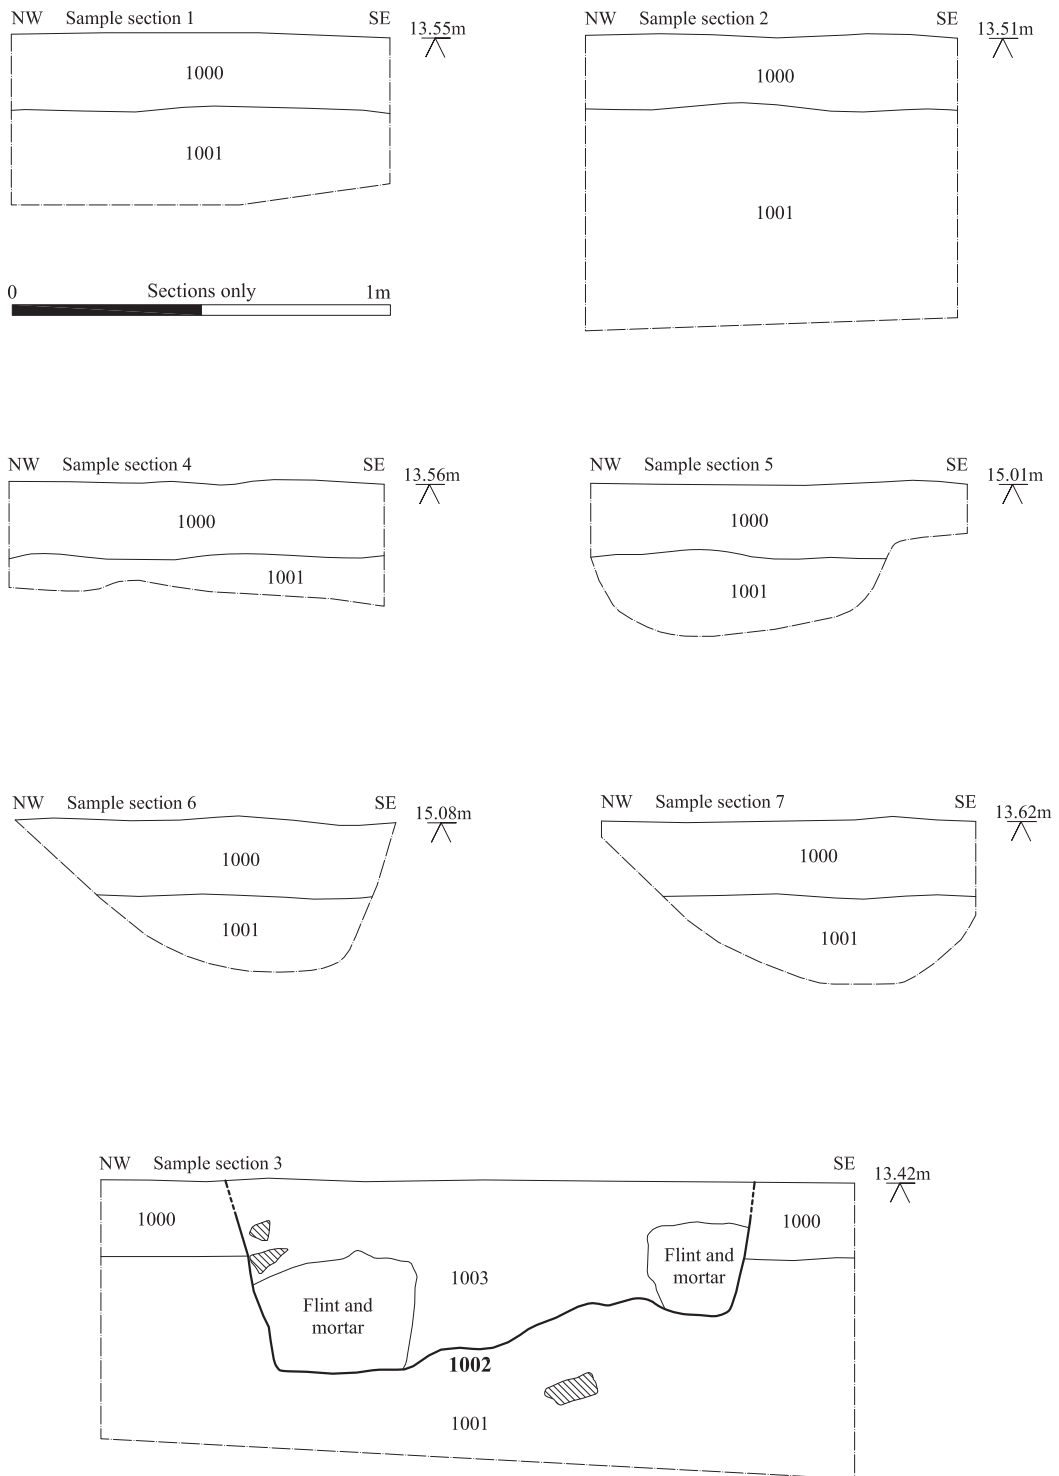 NW Sample section 1 SE 13.55m
1000
1001
NW Sample section 2 SE 13.51m
1000
1001
0 Sections only 1m
NW Sample section 4 SE 13.56m
1000
1001
NW Sample section 5 SE 15.01m
1000
1001
NW Sample section 6 SE 15.08m
1000
1001
NW Sample section 7 SE 13.62m
1000
1001
NW Sample section 3 SE 13.42m
1000
1000
1003
Flint and
mortar
Flint and
mortar
1002
1001